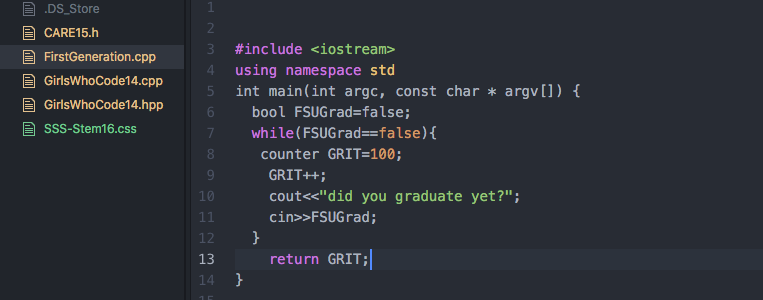 .DS_Store
CARE15.h
FirstGeneration.cpp
GirlsWhoCode14.cpp
GirlsWhoCode14.hpp
SSS-Stem16.css
1
2
3 #include <iostream>
4 using namespace std
5 int main(int argc, const char * argv[]) {
6 bool FSUGrad=false;
7 while(FSUGrad==false){
8 counter GRIT=100;
9 GRIT++;
10 cout<<"did you graduate yet?";
11 cin>>FSUGrad;
12 }
13 return GRIT;
14 }